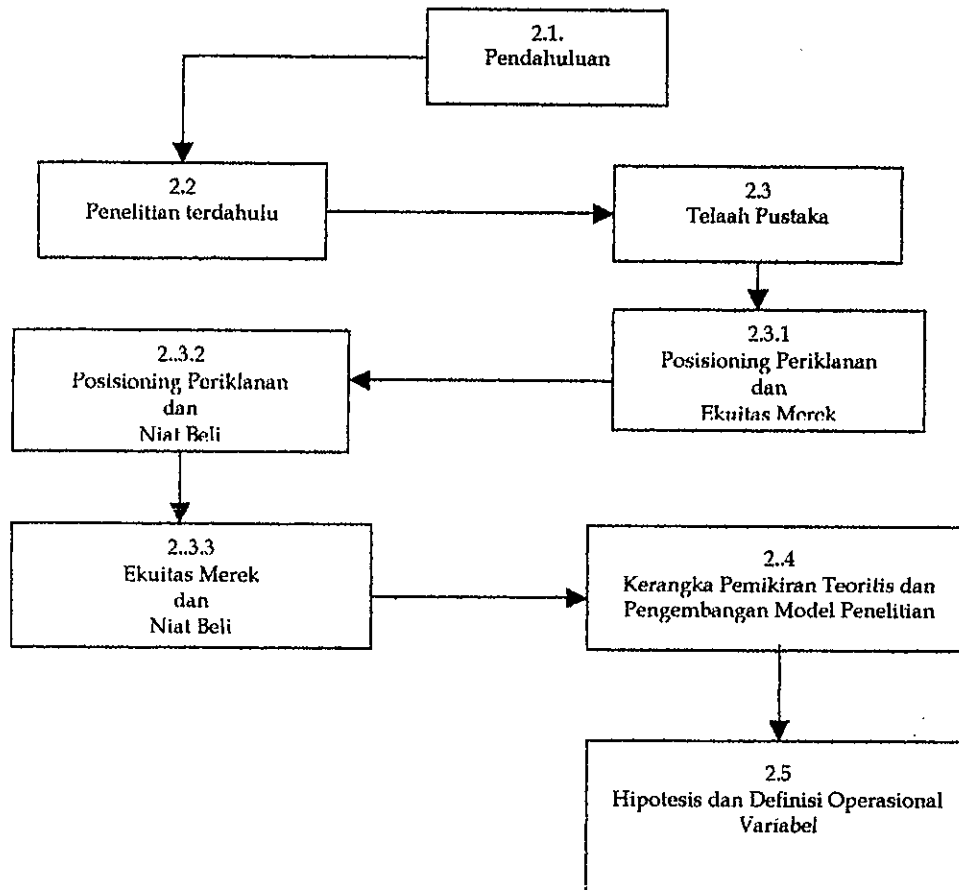 2.1.
Pendahuluan
2.2
Penelitian terdahulu
2.3
Telaah Pustaka
2.3.1
Posisioning Periklanan
dan
Ekuitas Merek
2..3.2
Posisioning Periklanan
dan
Niat Beli
2..3.3
Ekuitas Merek
dan
Niat Beli
2..4
Kerangka Pemikiran Teoritis dan
Pengembangan Model Penelitian
2.5
Hipotesis dan Definisi Operasional
Variabel